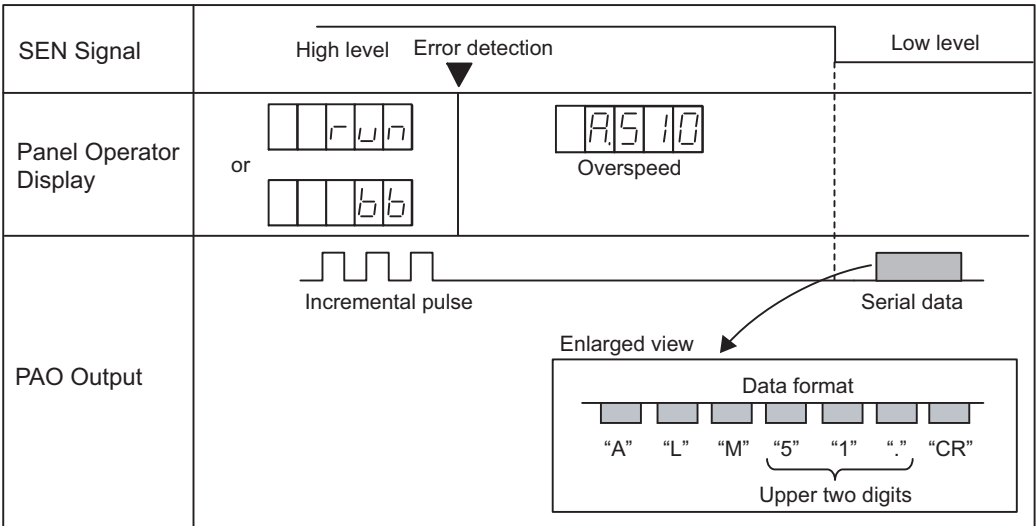 SEN Signal
High level
Error detection
Low level
Panel Operator
Display
run
or
bb
A.510
Overspeed
PAO Output
Incremental pulse
Serial data
Enlarged view
Data format
“A” “L” “M” “5” “1” “.” “CR”
Upper two digits